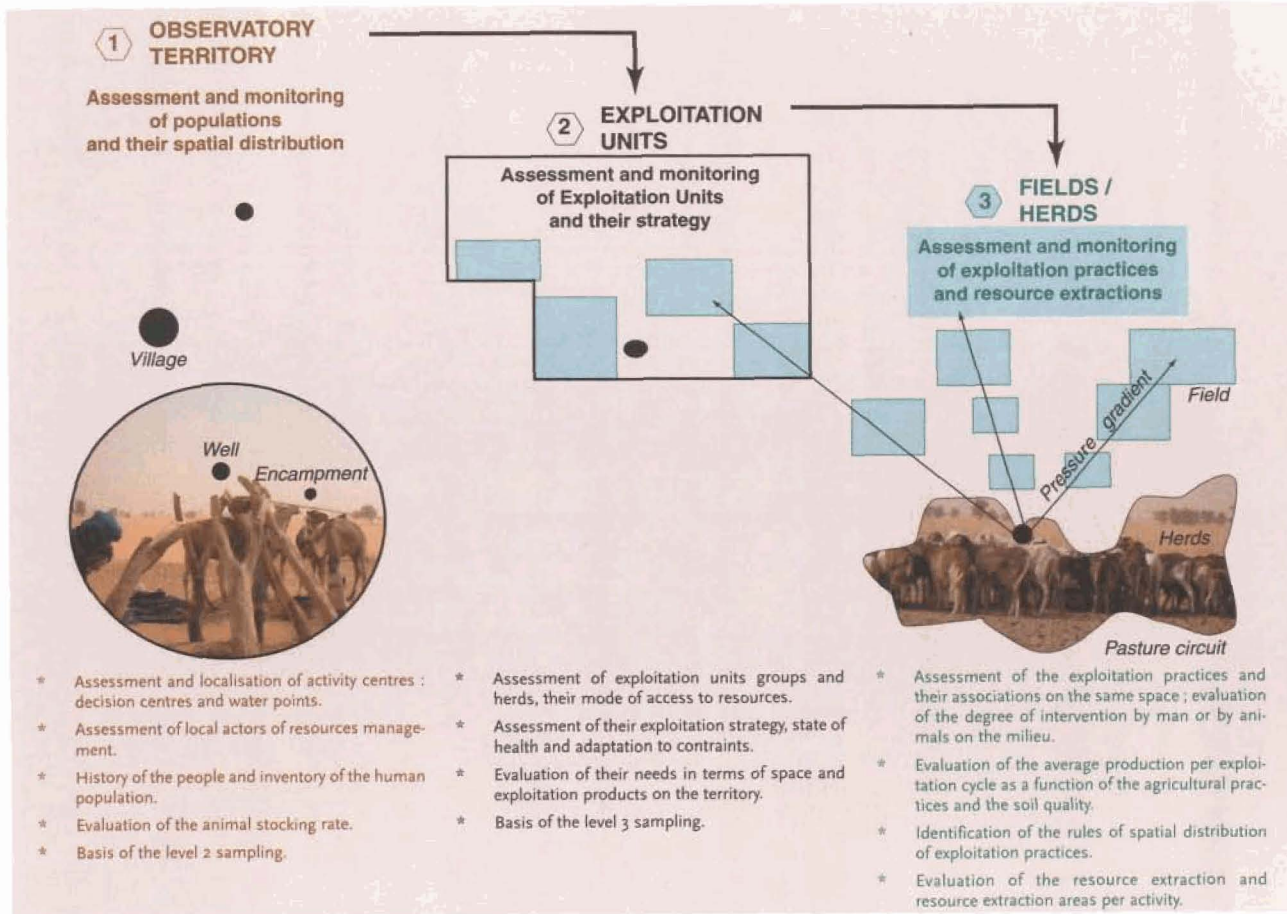 1 OBSERVATORY
TERRITORY
Assessment and monitoring
of populations
and their spatial distribution
Village
Well
Encampment
* Assessment and localisation of activity centres :
decision centres and water points.
* Assessment of local actors of resources manage-
ment.
* History of the people and inventory of the human
population.
* Evaluation of the animal stocking rate.
* Basis of the level 2 sampling.
2 EXPLOITATION
UNITS
Assessment and monitoring
of Exploitation Units
and their strategy
* Assessment of exploitation units groups and
herds, their mode of access to resources.
* Assessment of their exploitation strategy, state of
health and adaptation to contraints.
* Evaluation of their needs in terms of space and
exploitation products on the territory.
* Basis of the level 3 sampling.
3 FIELDS /
HERDS
Assessment and monitoring
of exploitation practices
and resource extractions
Field
Pressure gradient
Herds
Pasture circuit
* Assessment of the exploitation practices and
their associations on the same space ; evaluation
of the degree of intervention by man or by ani-
mals on the milieu.
* Evaluation of the average production per exploi-
tation cycle as a function of the agricultural prac-
tices and the soil quality.
* Identification of the rules of spatial distribution
of exploitation practices.
* Evaluation of the resource extraction and
resource extraction areas per activity.